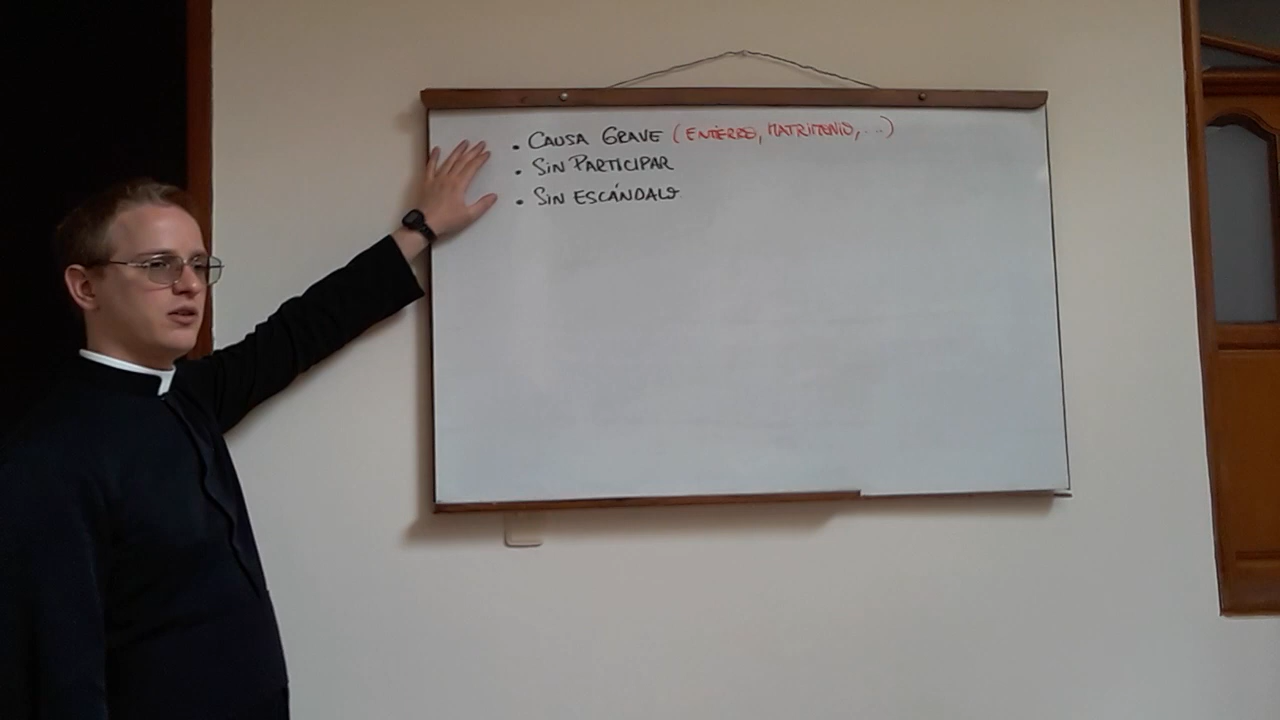 • CAUSA GRAVE (ENTIERRO, MATRIMONIO, ...)
• SIN PARTICIPAR
• SIN ESCÁNDALO